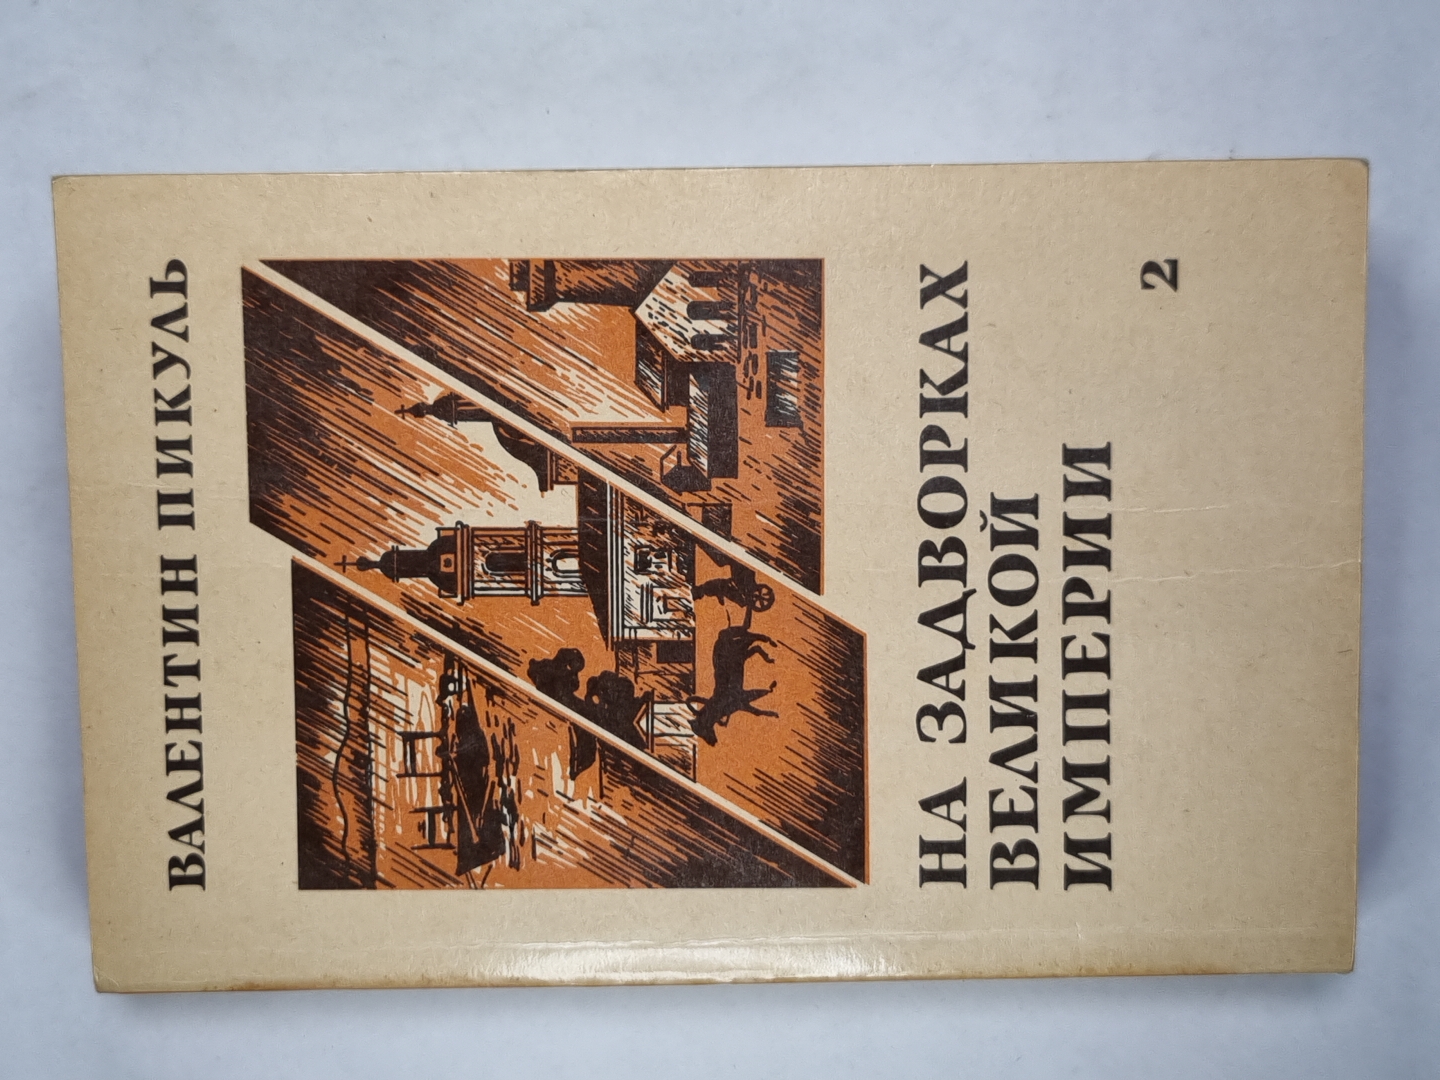 ВАЛЕНТИН ПИКУЛЬ
НА ЗАДВОРКАХ
ВЕЛИКОЙ
ИМПЕРИИ
2